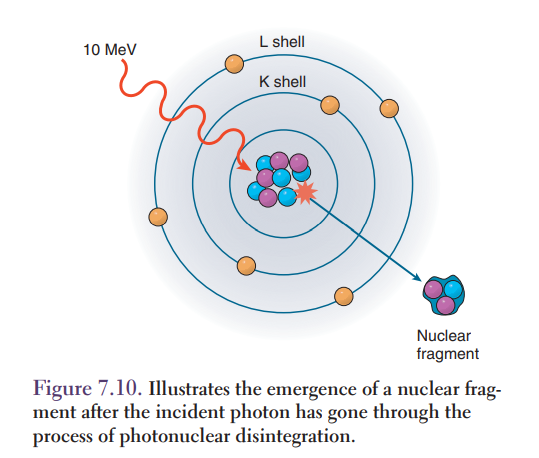 10 MeV
L shell
K shell
Nuclear
fragment
Figure 7.10. Illustrates the emergence of a nuclear frag-
ment after the incident photon has gone through the
process of photonuclear disintegration.